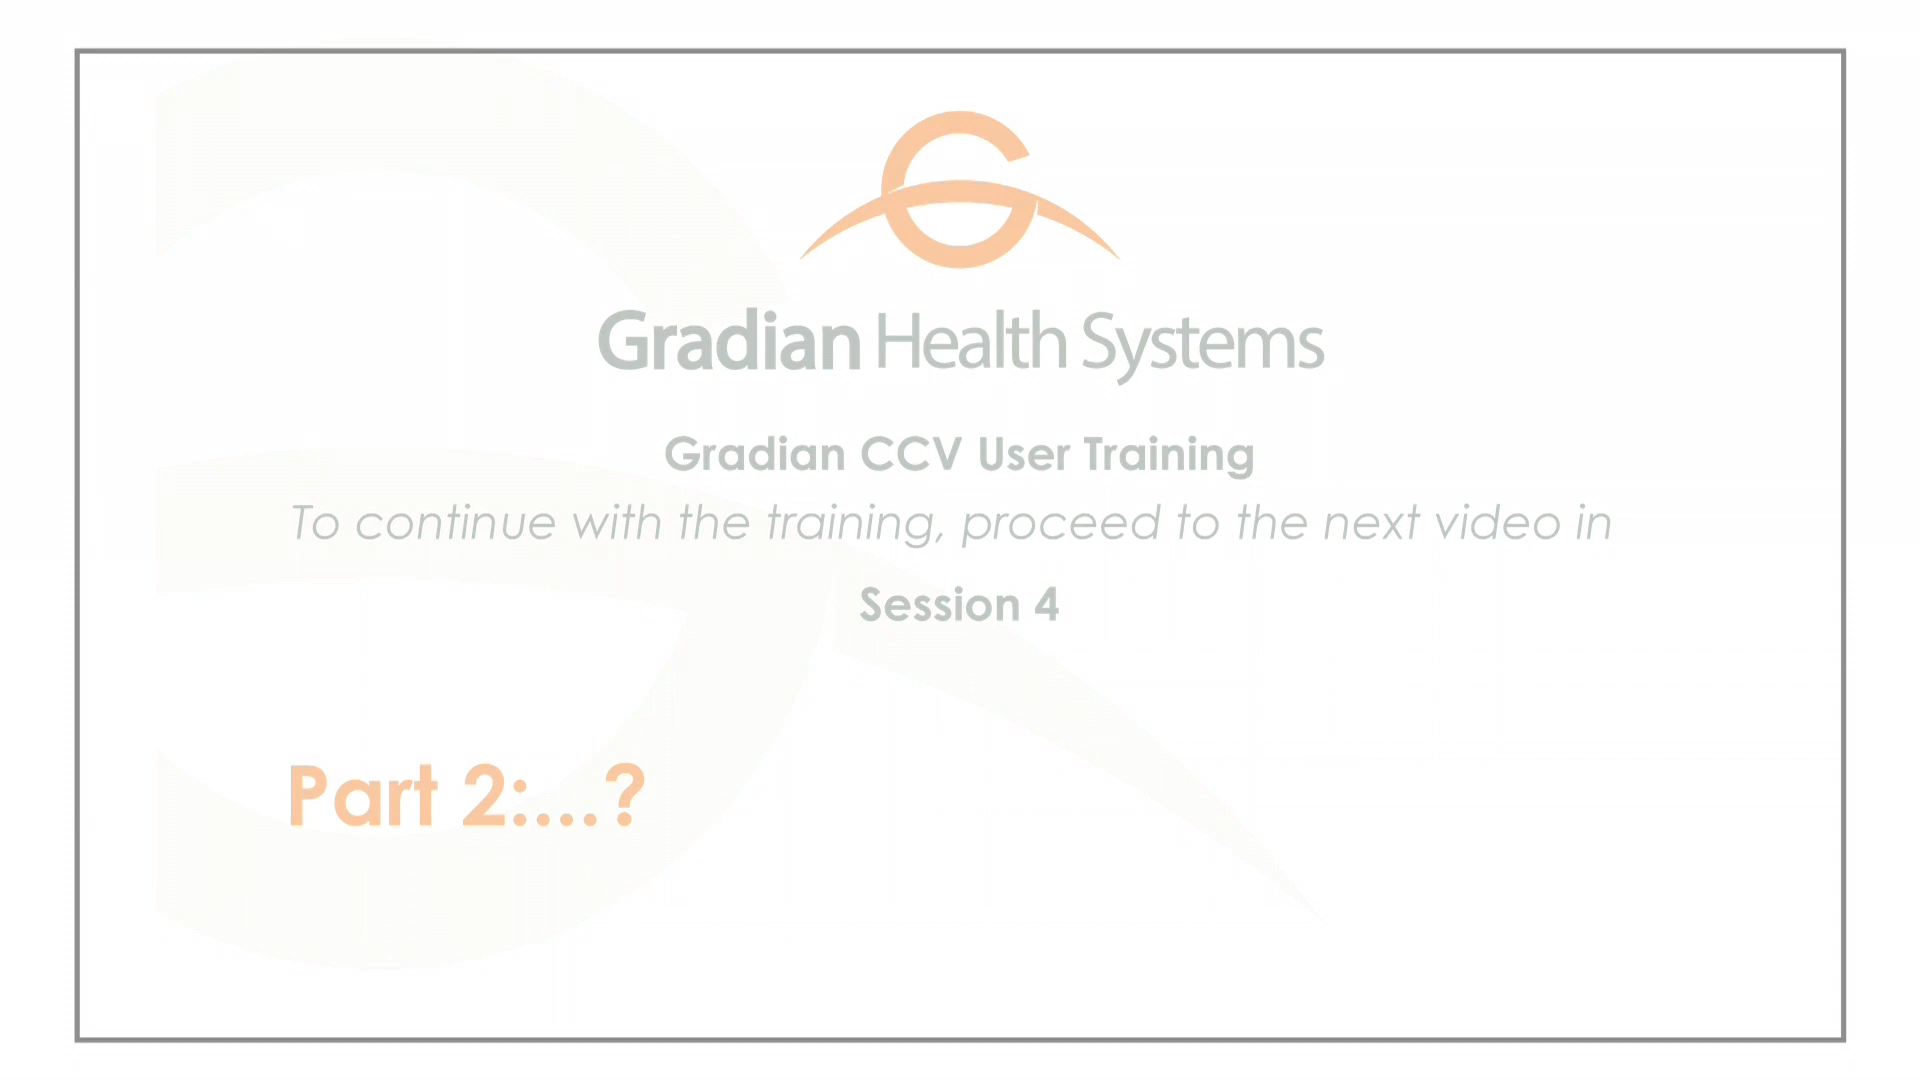 Gradian Health Systems
Gradian CCV User Training
To continue with the training, proceed to the next video in
Session 4
Part 2:...?